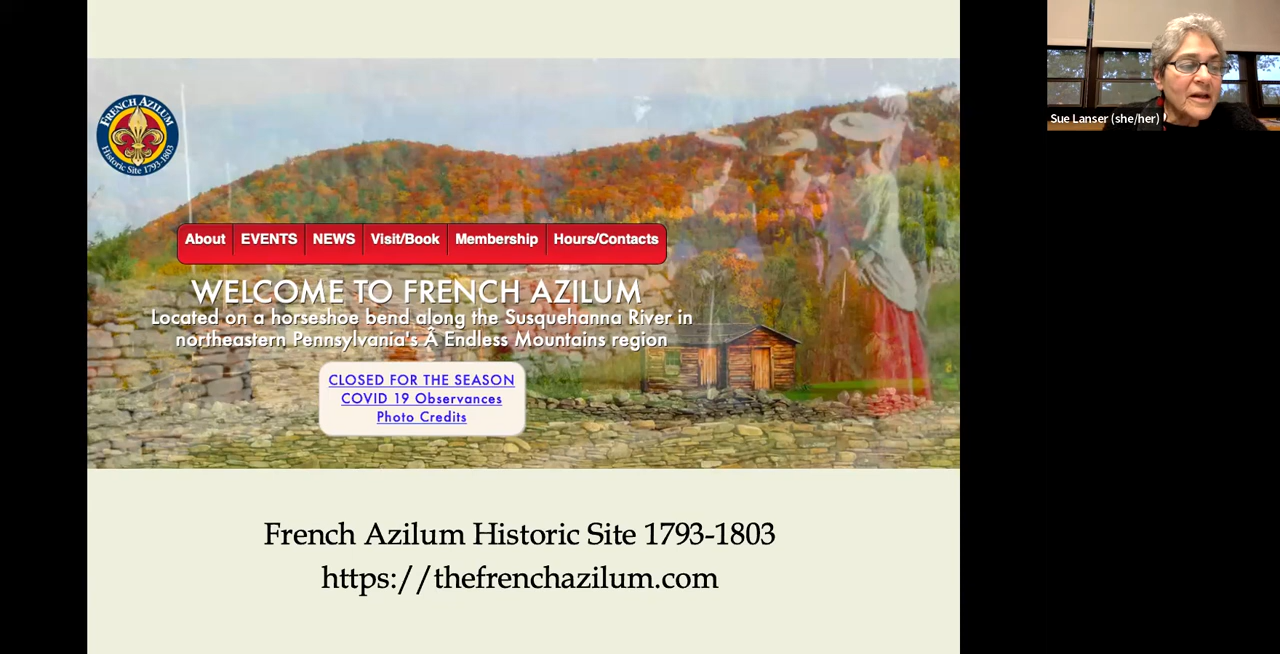 FRENCH AZILUM
Historic Site 1793-1803
About
EVENTS
NEWS
Visit/Book
Membership
Hours/Contacts
WELCOME TO FRENCH AZILUM
Located on a horseshoe bend along the Susquehanna River in
northeastern Pennsylvania's Â Endless Mountains region
CLOSED FOR THE SEASON
COVID 19 Observances
Photo Credits
French Azilum Historic Site 1793-1803
https://thefrenchazilum.com
Sue Lanser (she/her)